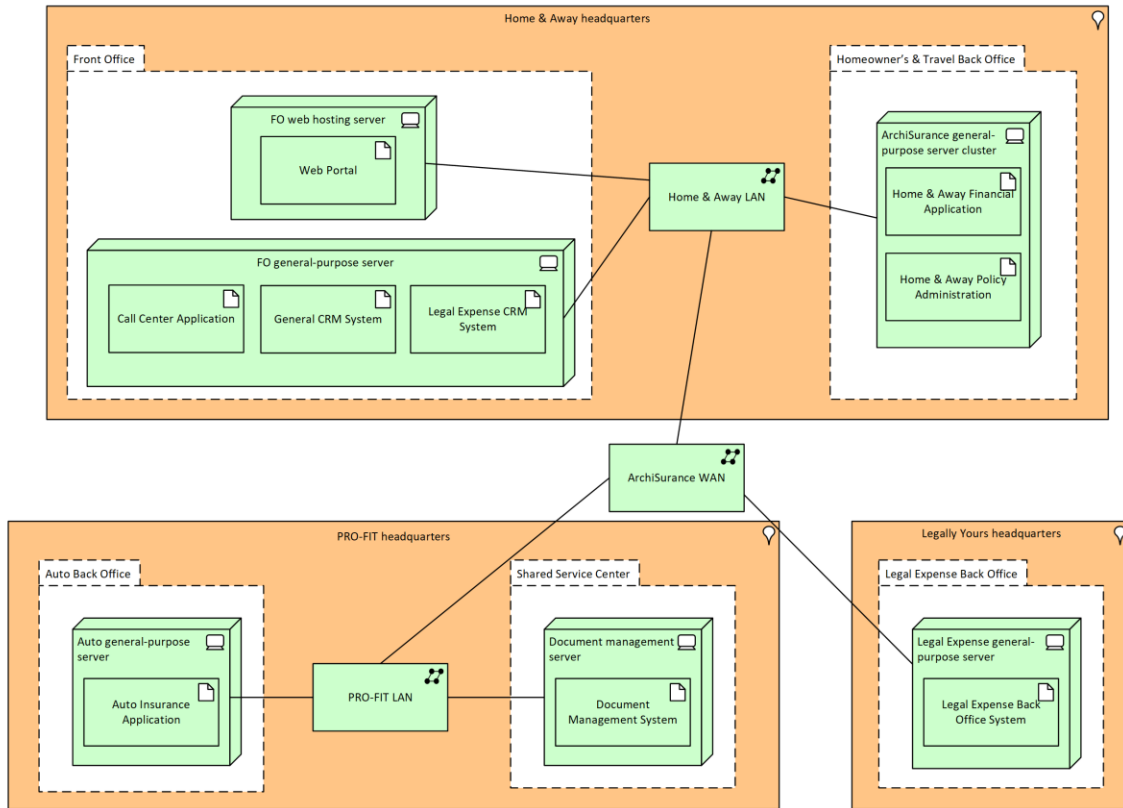 Home & Away headquarters
Front Office
FO web hosting server
Web Portal
FO general-purpose server
Call Center Application
General CRM System
Legal Expense CRM
System
Home & Away LAN
Homeowner's & Travel Back Office
ArchiSurance general-
purpose server cluster
Home & Away Financial
Application
Home & Away Policy
Administration
ArchiSurance WAN
PRO-FIT headquarters
Auto Back Office
Auto general-purpose
server
Auto Insurance
Application
PRO-FIT LAN
Shared Service Center
Document management
server
Document
Management System
Legally Yours headquarters
Legal Expense Back Office
Legal Expense general-
purpose server
Legal Expense Back
Office System